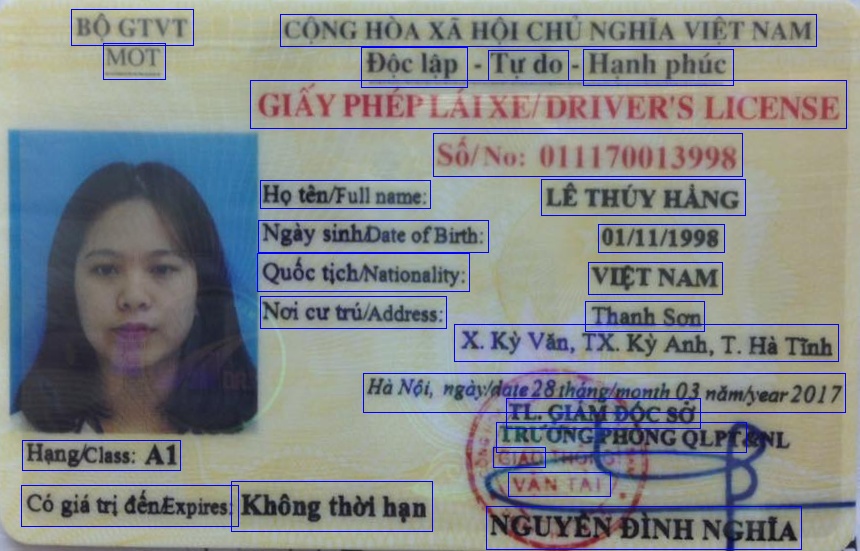 BỘ GTVT
MOT
CỘNG HÒA XÃ HỘI CHỦ NGHĨA VIỆT NAM
Độc lập - Tự do - Hạnh phúc
GIẤY PHÉP LÁI XE/DRIVER'S LICENSE
Số/No: 011170013998
Họ tên/Full name: LÊ THÚY HẰNG
Ngày sinh/Date of Birth: 01/11/1998
Quốc tịch/Nationality: VIỆT NAM
Nơi cư trú/Address: Thanh Sơn
X. Kỳ Văn, TX. Kỳ Anh, T. Hà Tĩnh
Hà Nội, ngày/date 28 tháng/month 03 năm/year 2017
TL. GIÁM ĐỐC SỞ
TRƯỞNG PHÒNG QLPT&NL
GIAO THÔNG
VẬN TẢI
Hạng/Class: A1
Có giá trị đến/Expires: Không thời hạn
NGUYỄN ĐÌNH NGHĨA